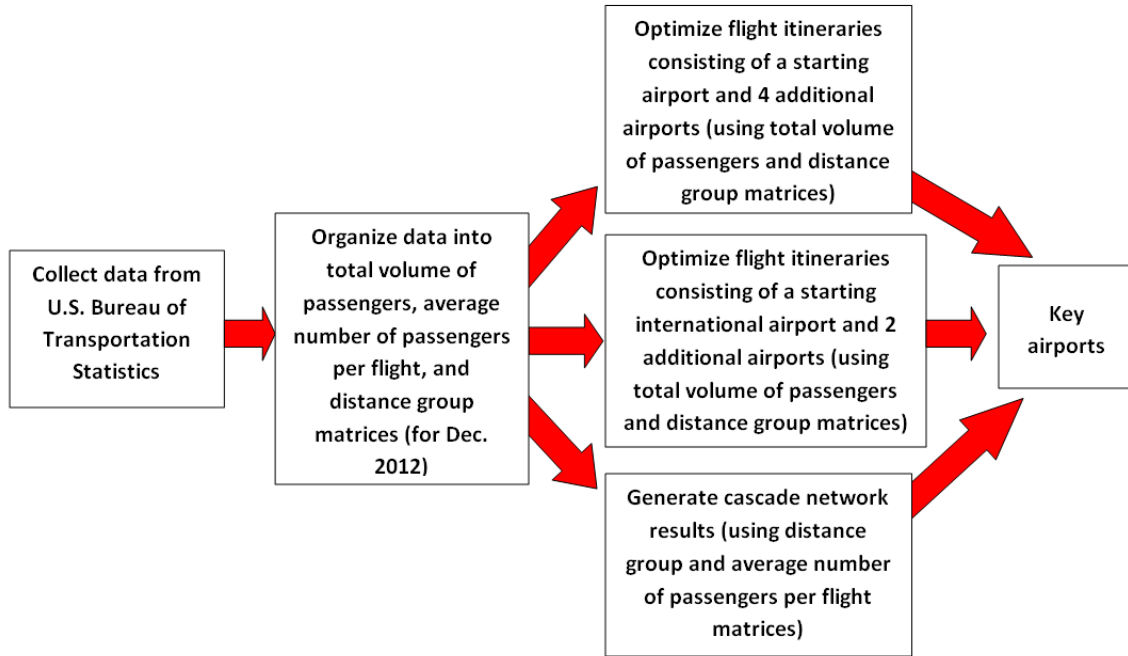 Collect data from
U.S. Bureau of
Transportation
Statistics
Organize data into
total volume of
passengers, average
number of passengers
per flight, and
distance group
matrices (for Dec.
2012)
Optimize flight itineraries
consisting of a starting
airport and 4 additional
airports (using total volume
of passengers and distance
group matrices)
Optimize flight itineraries
consisting of a starting
international airport and 2
additional airports (using
total volume of passengers
and distance group matrices)
Generate cascade network
results (using distance
group and average number
of passengers per flight
matrices)
Key
airports